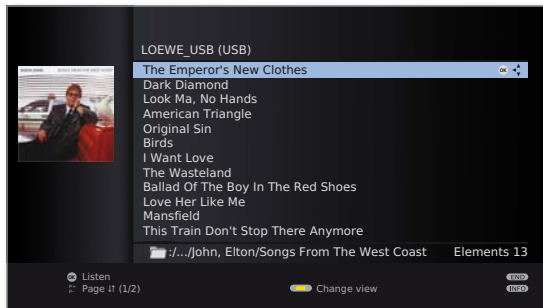 LOEWE_USB (USB)
The Emperor's New Clothes OK
Dark Diamond
Look Ma, No Hands
American Triangle
Original Sin
Birds
I Want Love
The Wasteland
Ballad Of The Boy In The Red Shoes
Love Her Like Me
Mansfield
This Train Don't Stop There Anymore
:/.../John, Elton/Songs From The West Coast Elements 13
OK Listen
END
Page ↓↑ (1/2)
Change view
INFO